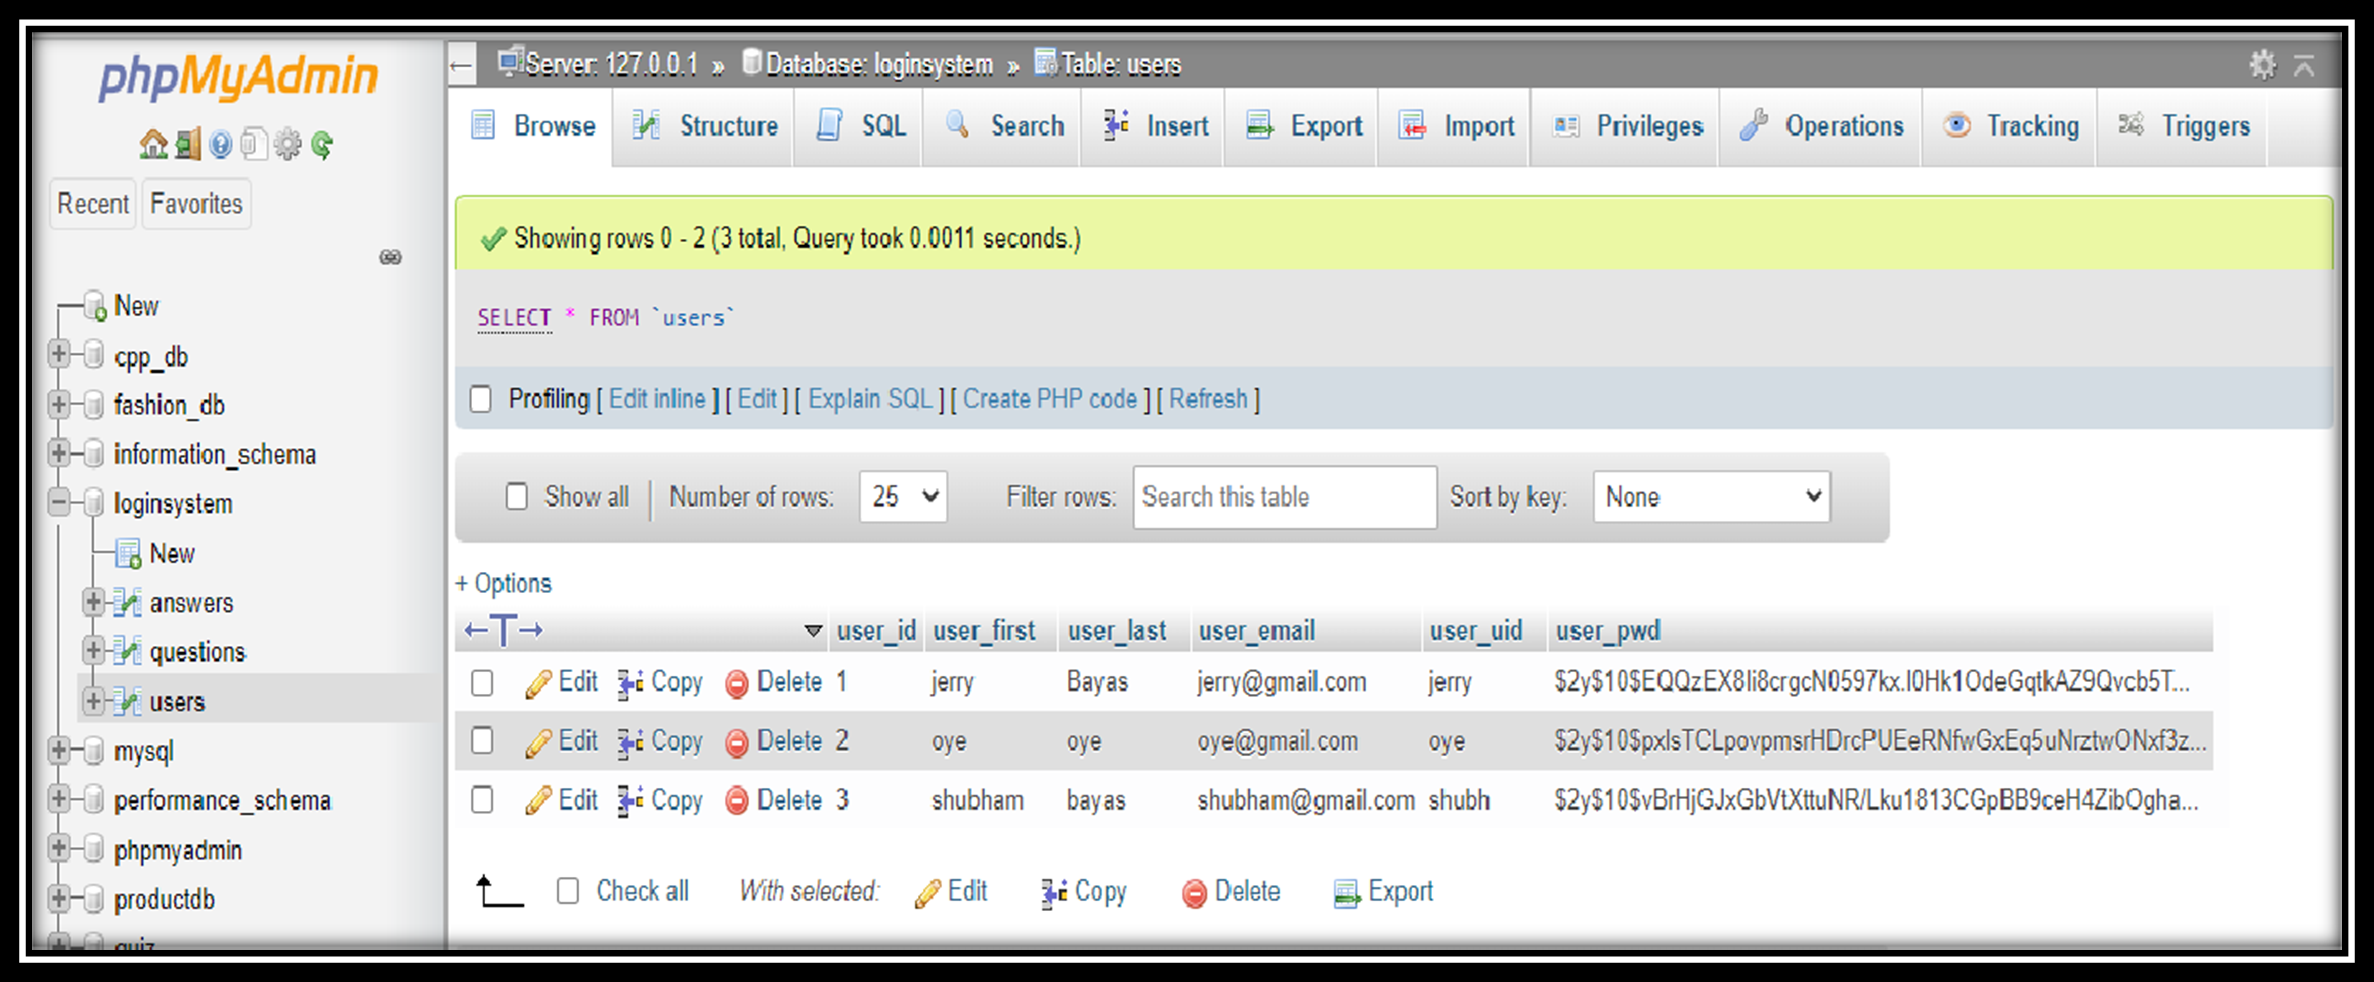 phpMyAdmin
Recent Favorites
New
cpp_db
fashion_db
information_schema
loginsystem
New
answers
questions
users
mysql
performance_schema
phpmyadmin
productdb
quiz
Server: 127.0.0.1 » Database: loginsystem » Table: users
Browse Structure SQL Search Insert Export Import Privileges Operations Tracking Triggers
Showing rows 0 - 2 (3 total, Query took 0.0011 seconds.)
SELECT * FROM `users`
Profiling [ Edit inline ] [ Edit ] [ Explain SQL ] [ Create PHP code ] [ Refresh ]
Show all | Number of rows: 25 Filter rows: Search this table Sort by key: None
+ Options
←T→ user_id user_first user_last user_email user_uid user_pwd
Edit Copy Delete 1 jerry Bayas jerry@gmail.com jerry $2y$10$EQQzEX8Ii8crgcN0597kx.I0Hk1OdeGqtkAZ9Qvcb5T...
Edit Copy Delete 2 oye oye oye@gmail.com oye $2y$10$pxIsTCLpovpmsrHDrcPUEeRNfwGxEq5uNrztwONxf3z...
Edit Copy Delete 3 shubham bayas shubham@gmail.com shubh $2y$10$vBrHjGJxGbVtXttuNR/Lku1813CGpBB9ceH4ZibOgha...
Check all With selected: Edit Copy Delete Export